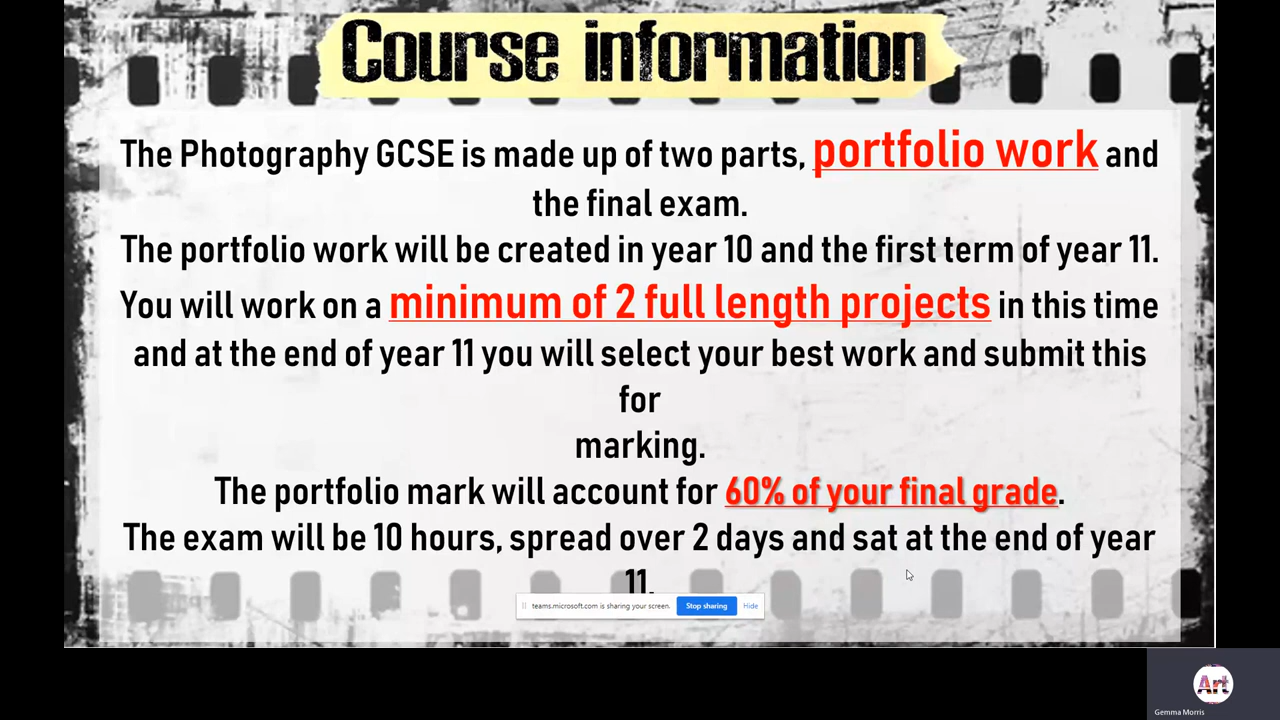 Course information
The Photography GCSE is made up of two parts, portfolio work and
the final exam.
The portfolio work will be created in year 10 and the first term of year 11.
You will work on a minimum of 2 full length projects in this time
and at the end of year 11 you will select your best work and submit this
for
marking.
The portfolio mark will account for 60% of your final grade.
The exam will be 10 hours, spread over 2 days and sat at the end of year
11.
teams.microsoft.com is sharing your screen. Stop sharing Hide
Art
Gemma Morris